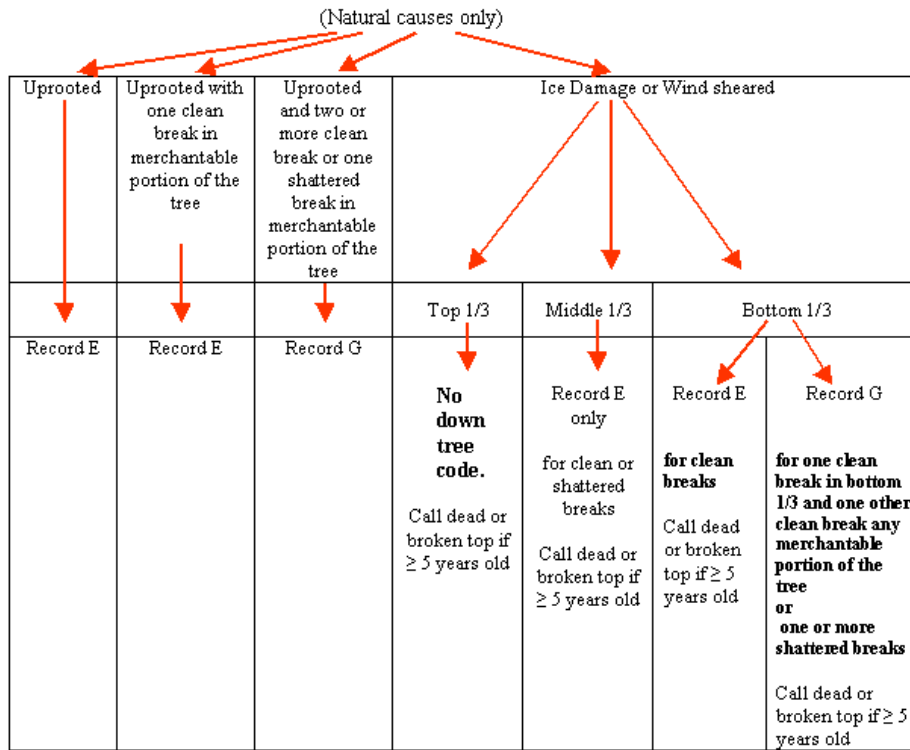 (Natural causes only)
Uprooted
Uprooted with
one clean
break in
merchantable
portion of the
tree
Uprooted
and two or
more clean
break or one
shattered
break in
merchantable
portion of the
tree
Ice Damage or Wind sheared
Top 1/3
Middle 1/3
Bottom 1/3
Record E
Record E
Record G
No
down
tree
code.
Call dead or
broken top if
≥ 5 years old
Record E
only
for clean or
shattered
breaks
Call dead or
broken top if
≥ 5 years old
Record E
for clean
breaks
Call dead
or broken
top if ≥ 5
years old
Record G
for one clean
break in bottom
1/3 and one other
clean break any
merchantable
portion of the
tree
or
one or more
shattered breaks
Call dead or
broken top if ≥ 5
years old